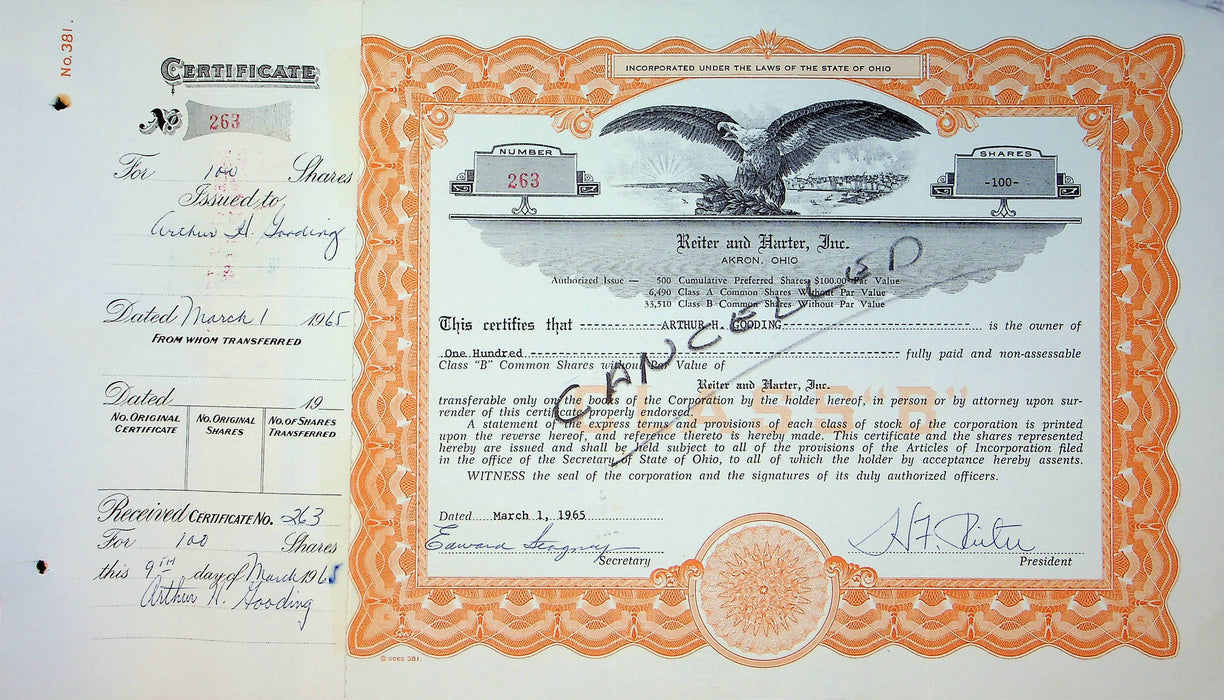 No. 381.
CERTIFICATE
No 263
For 100 Shares
Issued to
Arthur H. Gooding
Dated March 1 1965
FROM WHOM TRANSFERRED
Dated 19
NO. ORIGINAL CERTIFICATE
NO. ORIGINAL SHARES
NO. OF SHARES TRANSFERRED
Received CERTIFICATE NO. 263
For 100 Shares
this 9TH day of March 1965
Arthur H. Gooding
INCORPORATED UNDER THE LAWS OF THE STATE OF OHIO
NUMBER
263
SHARES
-100-
Reiter and Harter, Inc.
AKRON, OHIO
Authorized Issue — 500 Cumulative Preferred Shares $100.00 Par Value
6,490 Class A Common Shares Without Par Value
33,510 Class B Common Shares Without Par Value
CANCELLED
This certifies that ARTHUR H. GOODING is the owner of
One Hundred fully paid and non-assessable
Class "B" Common Shares without Par Value of
Reiter and Harter, Inc.
CLASS "B"
transferable only on the books of the Corporation by the holder hereof, in person or by attorney upon sur-
render of this certificate properly endorsed.
A statement of the express terms and provisions of each class of stock of the corporation is printed
upon the reverse hereof, and reference thereto is hereby made. This certificate and the shares represented
hereby are issued and shall be held subject to all of the provisions of the Articles of Incorporation filed
in the office of the Secretary of State of Ohio, to all of which the holder by acceptance hereby assents.
WITNESS the seal of the corporation and the signatures of its duly authorized officers.
Dated March 1, 1965
Edward
Secretary
H. F. Reiter
President
© GOES 381.